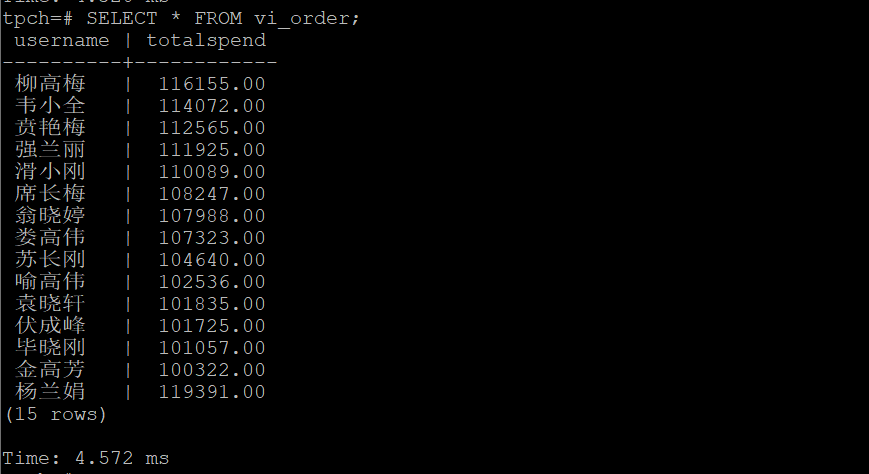 tpch=# SELECT * FROM vi_order;
 username | totalspend
----------+------------
 柳高梅   |  116155.00
 韦小全   |  114072.00
 贲艳梅   |  112565.00
 强兰丽   |  111925.00
 滑小刚   |  110089.00
 席长梅   |  108247.00
 翁晓婷   |  107988.00
 娄高伟   |  107323.00
 苏长刚   |  104640.00
 喻高伟   |  102536.00
 袁晓轩   |  101835.00
 伏成峰   |  101725.00
 毕晓刚   |  101057.00
 金高芳   |  100322.00
 杨兰娟   |  119391.00
(15 rows)
Time: 4.572 ms